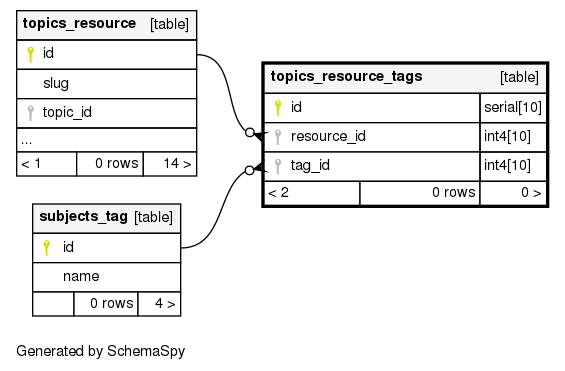 topics_resource [table]
id
slug
topic_id
...
< 1 0 rows 14 >
topics_resource_tags [table]
id serial[10]
resource_id int4[10]
tag_id int4[10]
< 2 0 rows 0 >
subjects_tag [table]
id
name
0 rows 4 >
Generated by SchemaSpy